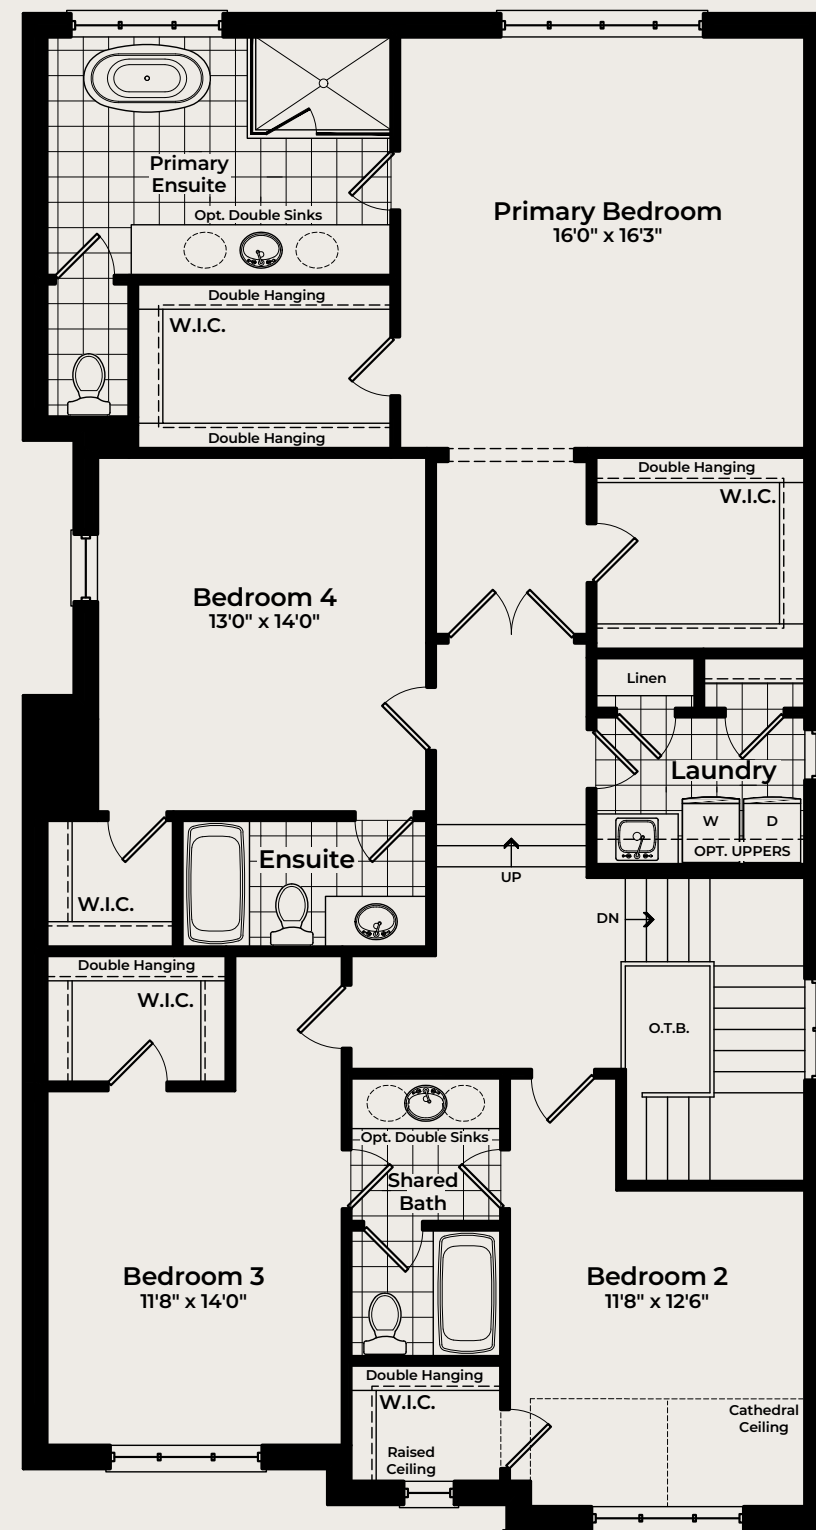 Primary
Ensuite
Opt. Double Sinks
Primary Bedroom
16'0" x 16'3"
Double Hanging
W.I.C.
Double Hanging
Double Hanging
W.I.C.
Bedroom 4
13'0" x 14'0"
Linen
Laundry
W
D
OPT. UPPERS
Ensuite
UP
W.I.C.
DN
Double Hanging
W.I.C.
O.T.B.
Opt. Double Sinks
Shared
Bath
Bedroom 3
11'8" x 14'0"
Bedroom 2
11'8" x 12'6"
Double Hanging
W.I.C.
Raised
Ceiling
Cathedral
Ceiling